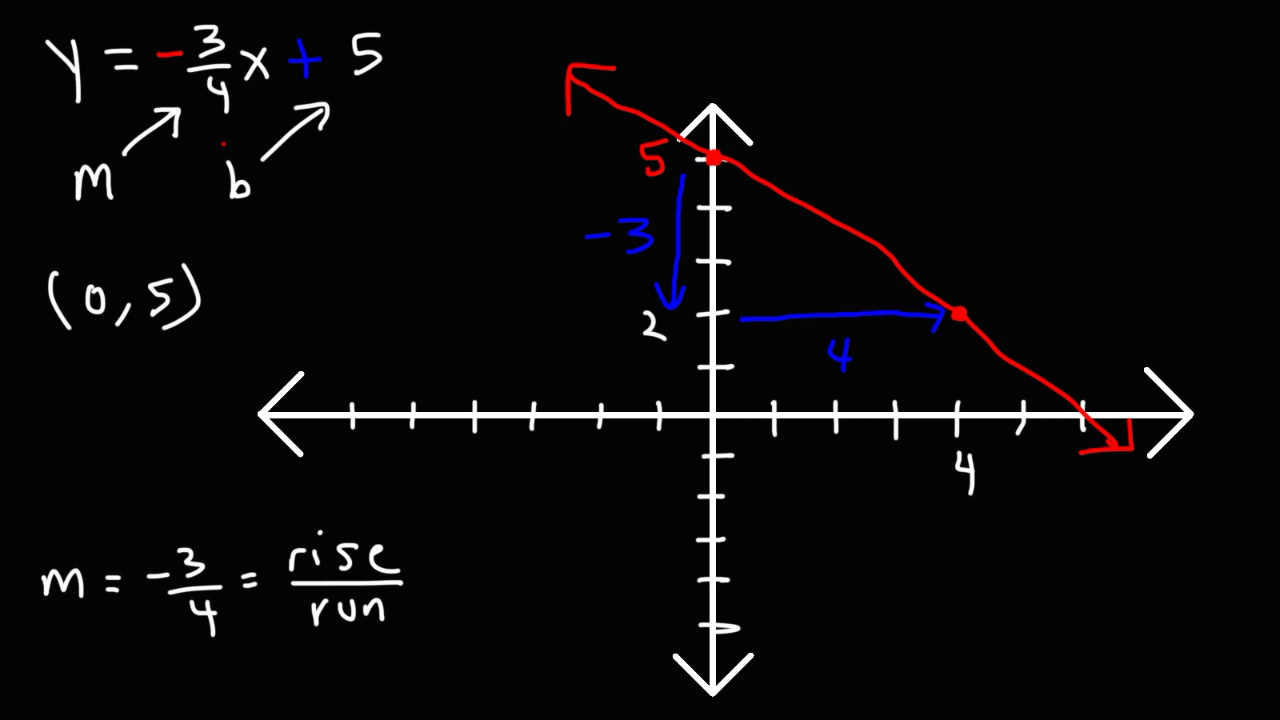 y = -3/4x + 5
m b
(0, 5)
m = -3/4 = rise/run
5
-3
2
4
4